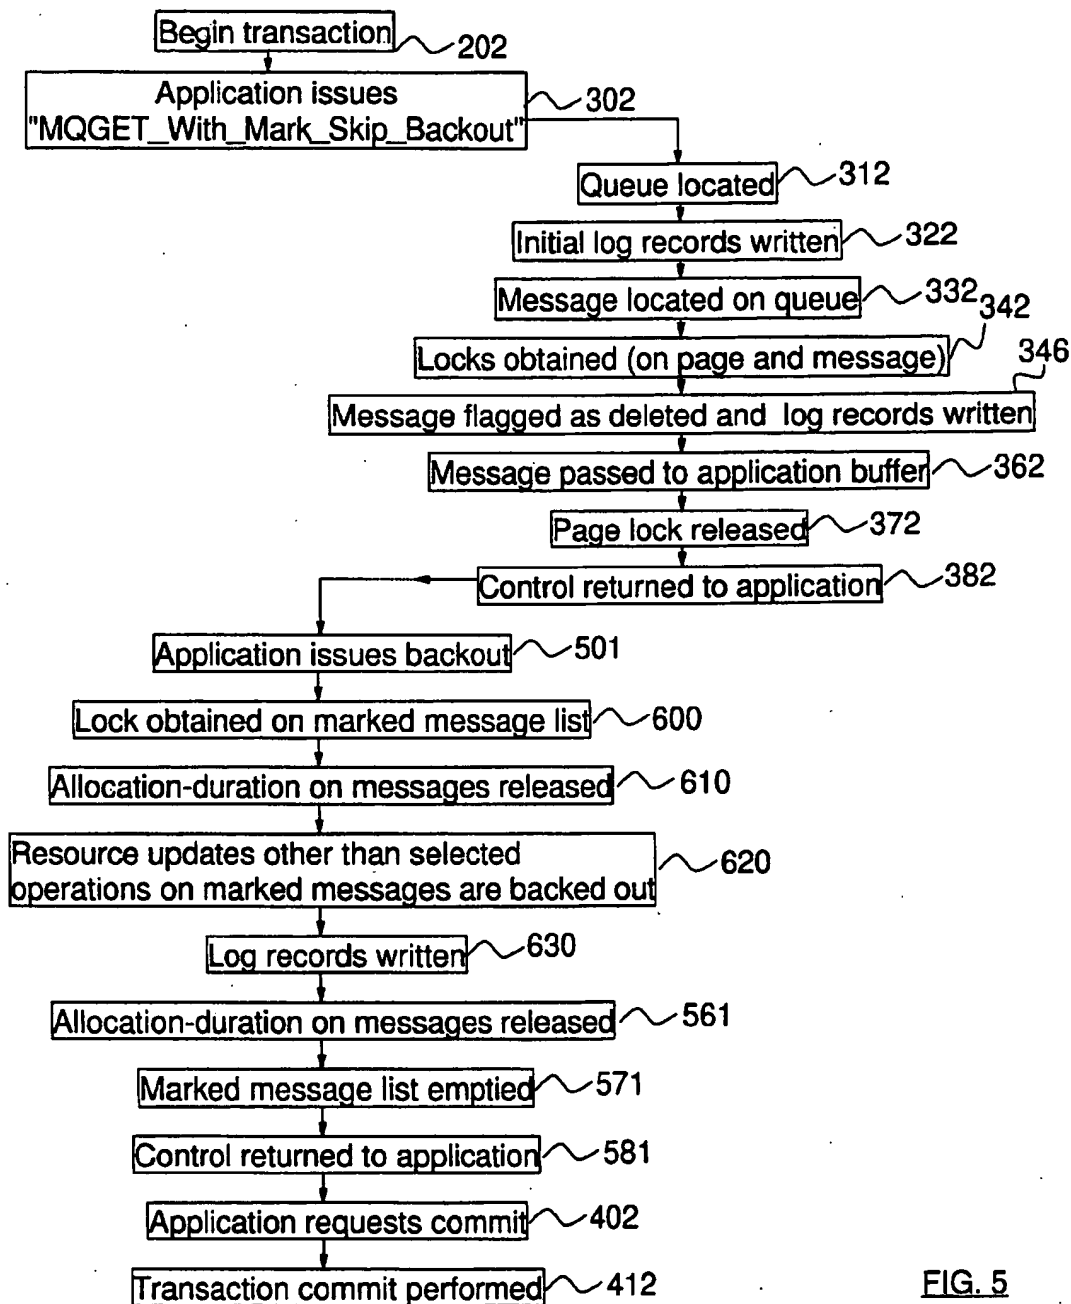 Begin transaction
202
Application issues
"MQGET_With_Mark_Skip_Backout"
302
Queue located
312
Initial log records written
322
Message located on queue
332
342
Locks obtained (on page and message)
346
Message flagged as deleted and log records written
Message passed to application buffer
362
Page lock released
372
Control returned to application
382
Application issues backout
501
Lock obtained on marked message list
600
Allocation-duration on messages released
610
Resource updates other than selected
operations on marked messages are backed out
620
Log records written
630
Allocation-duration on messages released
561
Marked message list emptied
571
Control returned to application
581
Application requests commit
402
Transaction commit performed
412
FIG. 5